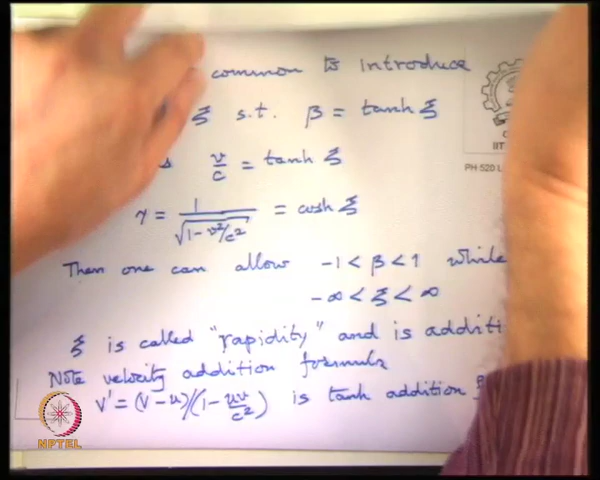 common to introduce
ξ s.t. β = tanh ξ
v/c = tanh ξ
γ = 1/√(1 - v²/c²) = cosh ξ
Then one can allow -1 < β < 1 while
-∞ < ξ < ∞
ξ is called "rapidity" and is additi
Note velocity addition formula
v' = (v - u)/(1 - uv/c²) is tanh addition
IIT
PH-520 L
NPTEL